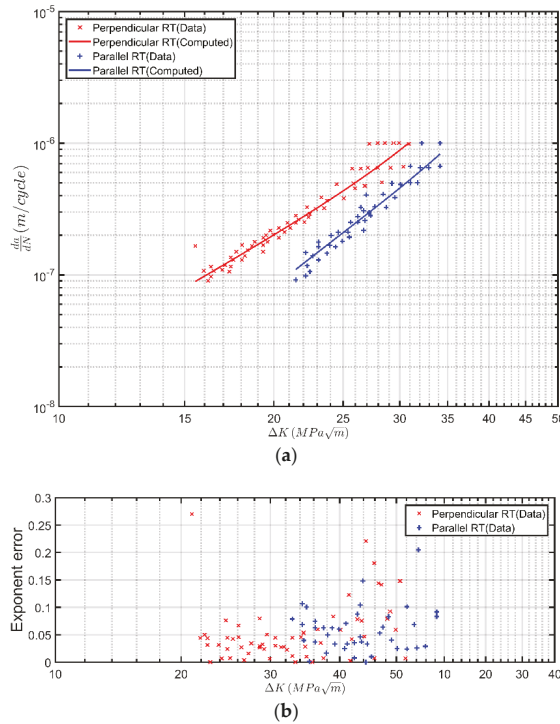 10^-5
Perpendicular RT(Data)
Perpendicular RT(Computed)
Parallel RT(Data)
Parallel RT(Computed)
10^-6
da/dN (m/cycle)
10^-7
10^-8
10 15 20 25 30 35 40 45 50
ΔK (MPa√m)
(a)
0.3
Perpendicular RT(Data)
Parallel RT(Data)
0.25
0.2
0.15
0.1
0.05
0
Exponent error
10 20 30 40 50 10 20 30 40
ΔK (MPa√m)
(b)